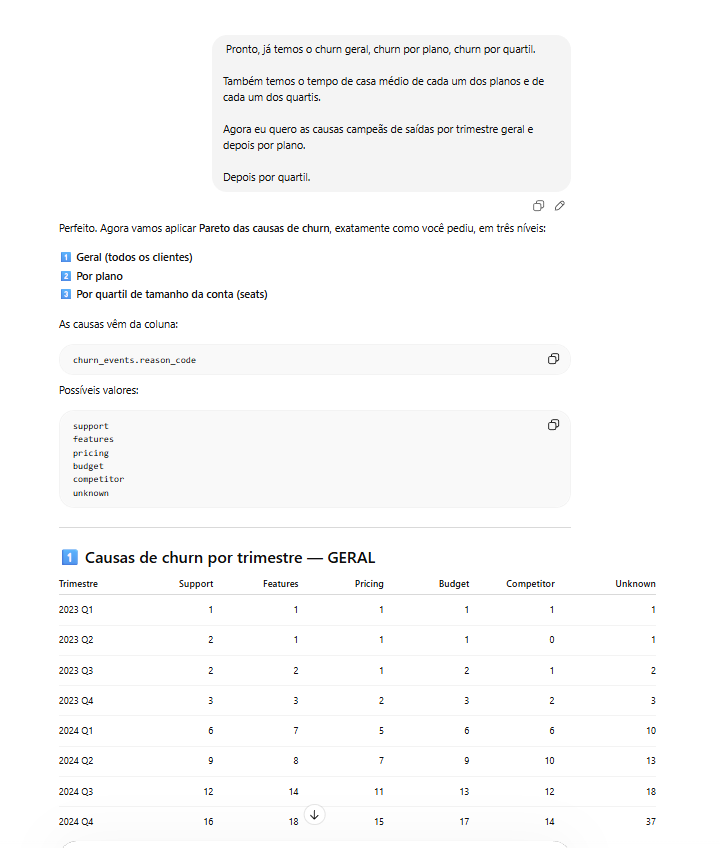 Pronto, já temos o churn geral, churn por plano, churn por quartil.
Também temos o tempo de casa médio de cada um dos planos e de
cada um dos quartis.
Agora eu quero as causas campeãs de saídas por trimestre geral e
depois por plano.
Depois por quartil.
Perfeito. Agora vamos aplicar Pareto das causas de churn, exatamente como você pediu, em três níveis:
1 Geral (todos os clientes)
2 Por plano
3 Por quartil de tamanho da conta (seats)
As causas vêm da coluna:
churn_events.reason_code
Possíveis valores:
support
features
pricing
budget
competitor
unknown
1 Causas de churn por trimestre — GERAL
Trimestre Support Features Pricing Budget Competitor Unknown
2023 Q1 1 1 1 1 1 1
2023 Q2 2 1 1 1 0 1
2023 Q3 2 2 1 2 1 2
2023 Q4 3 3 2 3 2 3
2024 Q1 6 7 5 6 6 10
2024 Q2 9 8 7 9 10 13
2024 Q3 12 14 11 13 12 18
2024 Q4 16 18 15 17 14 37